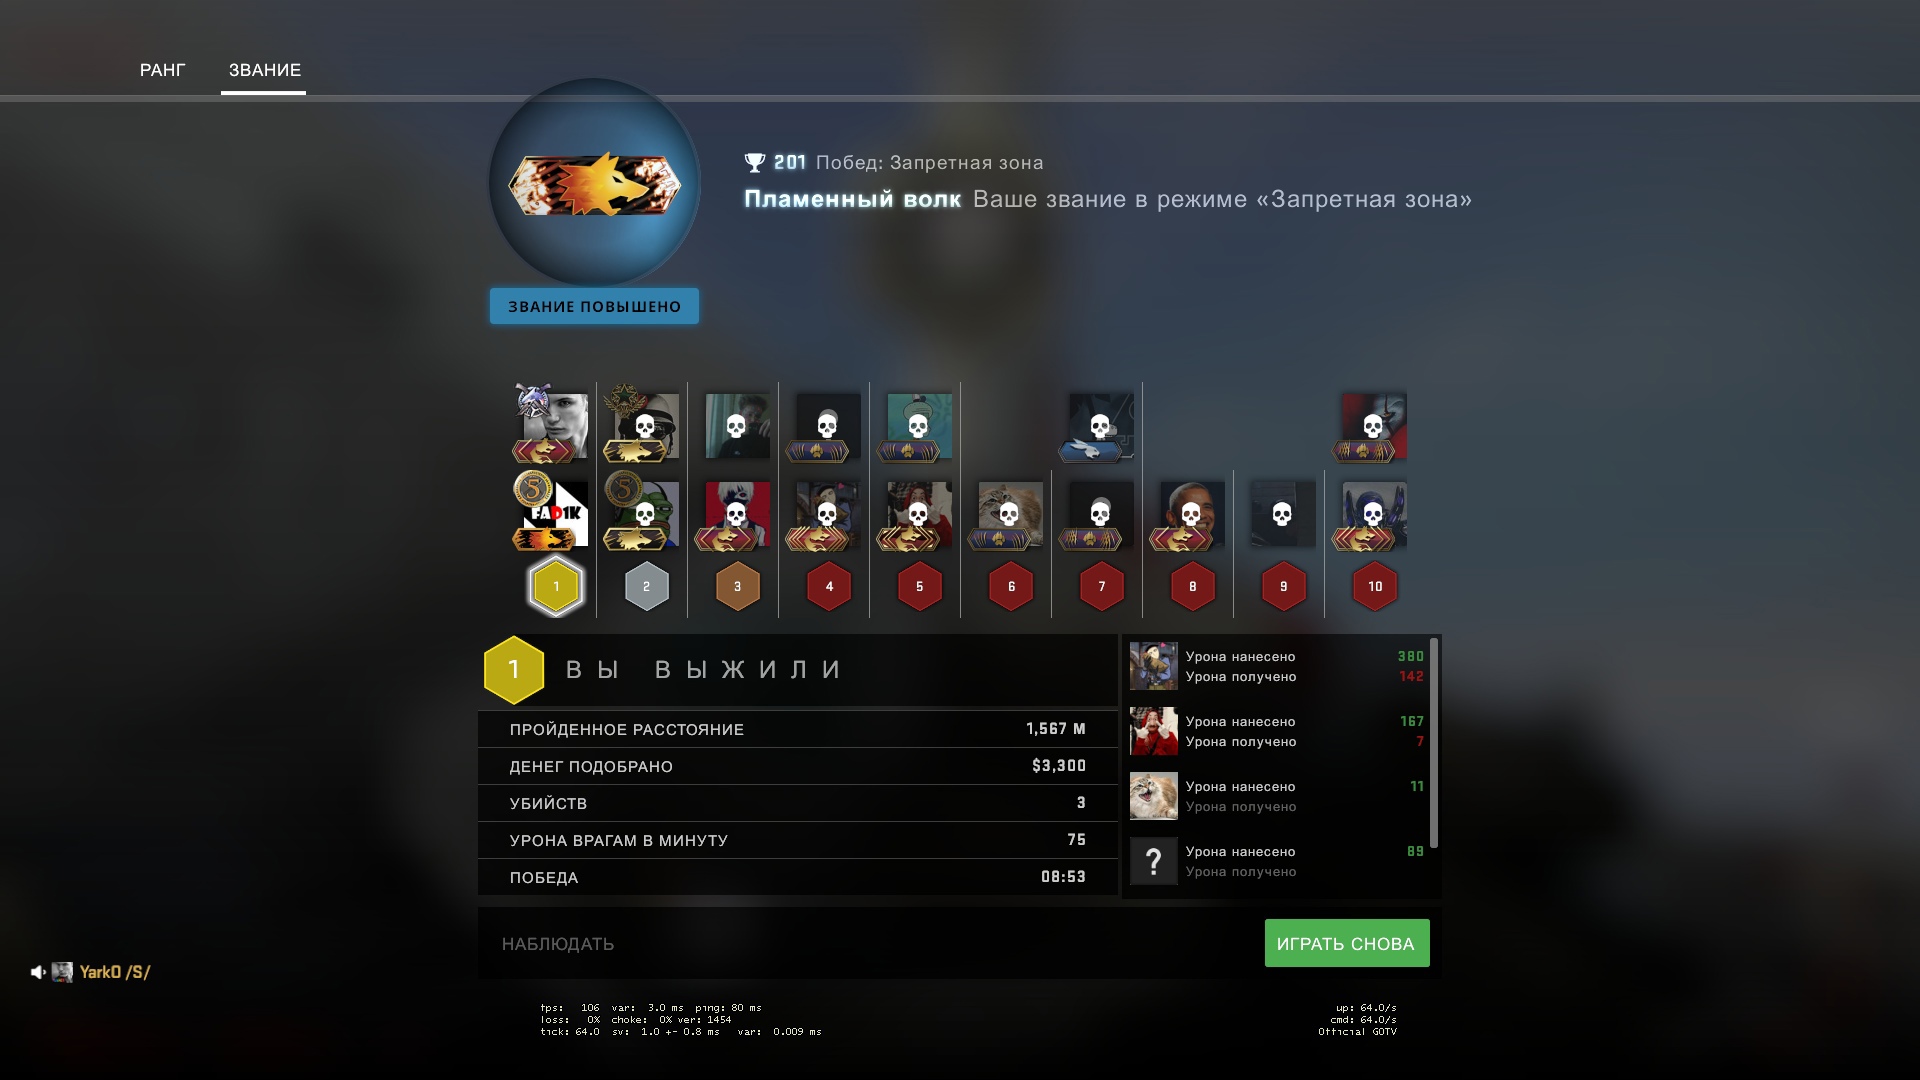 РАНГ
ЗВАНИЕ
201 Побед: Запретная зона
Пламенный волк Ваше звание в режиме «Запретная зона»
ЗВАНИЕ ПОВЫШЕНО
5
5
FAD1K
1
2
3
4
5
6
7
8
9
10
1 ВЫ ВЫЖИЛИ
ПРОЙДЕННОЕ РАССТОЯНИЕ 1,567 М
ДЕНЕГ ПОДОБРАНО $3,300
УБИЙСТВ 3
УРОНА ВРАГАМ В МИНУТУ 75
ПОБЕДА 08:53
Урона нанесено 380
Урона получено 142
Урона нанесено 167
Урона получено 7
Урона нанесено 11
Урона получено
? Урона нанесено 89
Урона получено
НАБЛЮДАТЬ
ИГРАТЬ СНОВА
YarkO /S/
fps: 106 var: 3.0 ms ping: 80 ms
loss: 0% choke: 0% ver: 1454
tick: 64.0 sv: 1.0 +- 0.8 ms var: 0.009 ms
up: 64.0/s
cmd: 64.0/s
Official GOTV